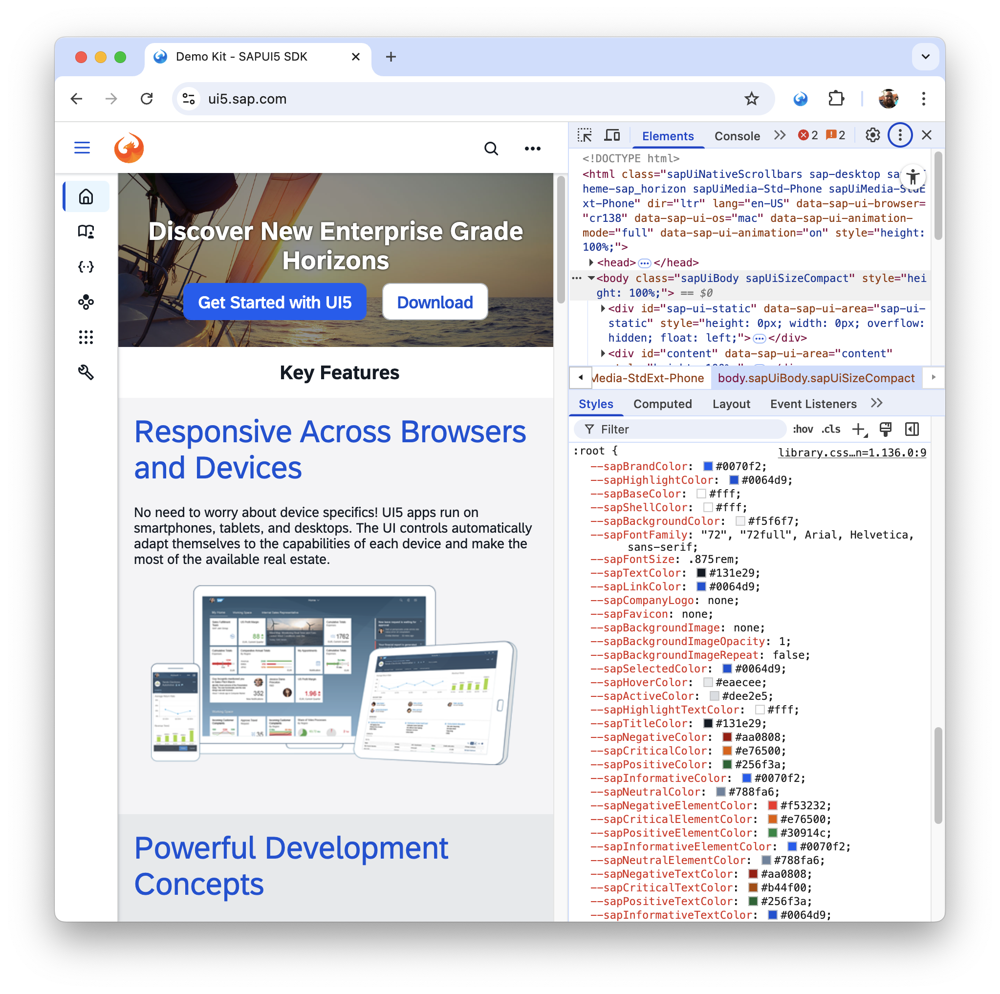 Demo Kit - SAPUI5 SDK
ui5.sap.com
Discover New Enterprise Grade
Horizons
Get Started with UI5
Download
Key Features
Responsive Across Browsers
and Devices
No need to worry about device specifics! UI5 apps run on
smartphones, tablets, and desktops. The UI controls automatically
adapt themselves to the capabilities of each device and make the
most of the available real estate.
88
1762
352
1.96
35
Powerful Development
Concepts
Elements
Console
2
2
<!DOCTYPE html>
<html class="sapUiNativeScrollbars sap-desktop
heme-sap_horizon sapUiMedia-Std-Phone sapUiMedia-StdE
xt-Phone" dir="ltr" lang="en-US" data-sap-ui-browser=
"cr138" data-sap-ui-os="mac" data-sap-ui-animation-
mode="full" data-sap-ui-animation="on" style="height:
100%;">
<head> ••• </head>
••• <body class="sapUiBody sapUiSizeCompact" style="hei
ght: 100%;"> == $0
<div id="sap-ui-static" data-sap-ui-area="sap-ui-
static" style="height: 0px; width: 0px; overflow:
hidden; float: left;"> ••• </div>
<div id="content" data-sap-ui-area="content"
Media-StdExt-Phone
body.sapUiBody.sapUiSizeCompact
Styles
Computed
Layout
Event Listeners
Filter
:hov
.cls
:root {
library.css…n=1.136.0:9
--sapBrandColor: #0070f2;
--sapHighlightColor: #0064d9;
--sapBaseColor: #fff;
--sapShellColor: #fff;
--sapBackgroundColor: #f5f6f7;
--sapFontFamily: "72", "72full", Arial, Helvetica,
sans-serif;
--sapFontSize: .875rem;
--sapTextColor: #131e29;
--sapLinkColor: #0064d9;
--sapCompanyLogo: none;
--sapFavicon: none;
--sapBackgroundImage: none;
--sapBackgroundImageOpacity: 1;
--sapBackgroundImageRepeat: false;
--sapSelectedColor: #0064d9;
--sapHoverColor: #eaecee;
--sapActiveColor: #dee2e5;
--sapHighlightTextColor: #fff;
--sapTitleColor: #131e29;
--sapNegativeColor: #aa0808;
--sapCriticalColor: #e76500;
--sapPositiveColor: #256f3a;
--sapInformativeColor: #0070f2;
--sapNeutralColor: #788fa6;
--sapNegativeElementColor: #f53232;
--sapCriticalElementColor: #e76500;
--sapPositiveElementColor: #30914c;
--sapInformativeElementColor: #0070f2;
--sapNeutralElementColor: #788fa6;
--sapNegativeTextColor: #aa0808;
--sapCriticalTextColor: #b44f00;
--sapPositiveTextColor: #256f3a;
--sapInformativeTextColor: #0064d9;